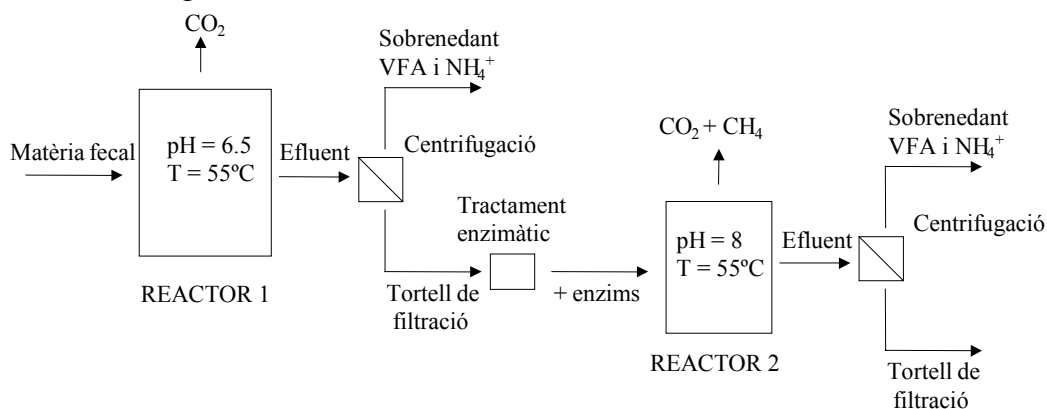 CO₂
Matèria fecal
pH = 6.5
T = 55ºC
REACTOR 1
Efluent
Sobrenedant
VFA i NH₄⁺
Centrifugació
Tortell de
filtració
Tractament
enzimàtic
+ enzims
CO₂ + CH₄
pH = 8
T = 55ºC
REACTOR 2
Efluent
Sobrenedant
VFA i NH₄⁺
Centrifugació
Tortell de
filtració